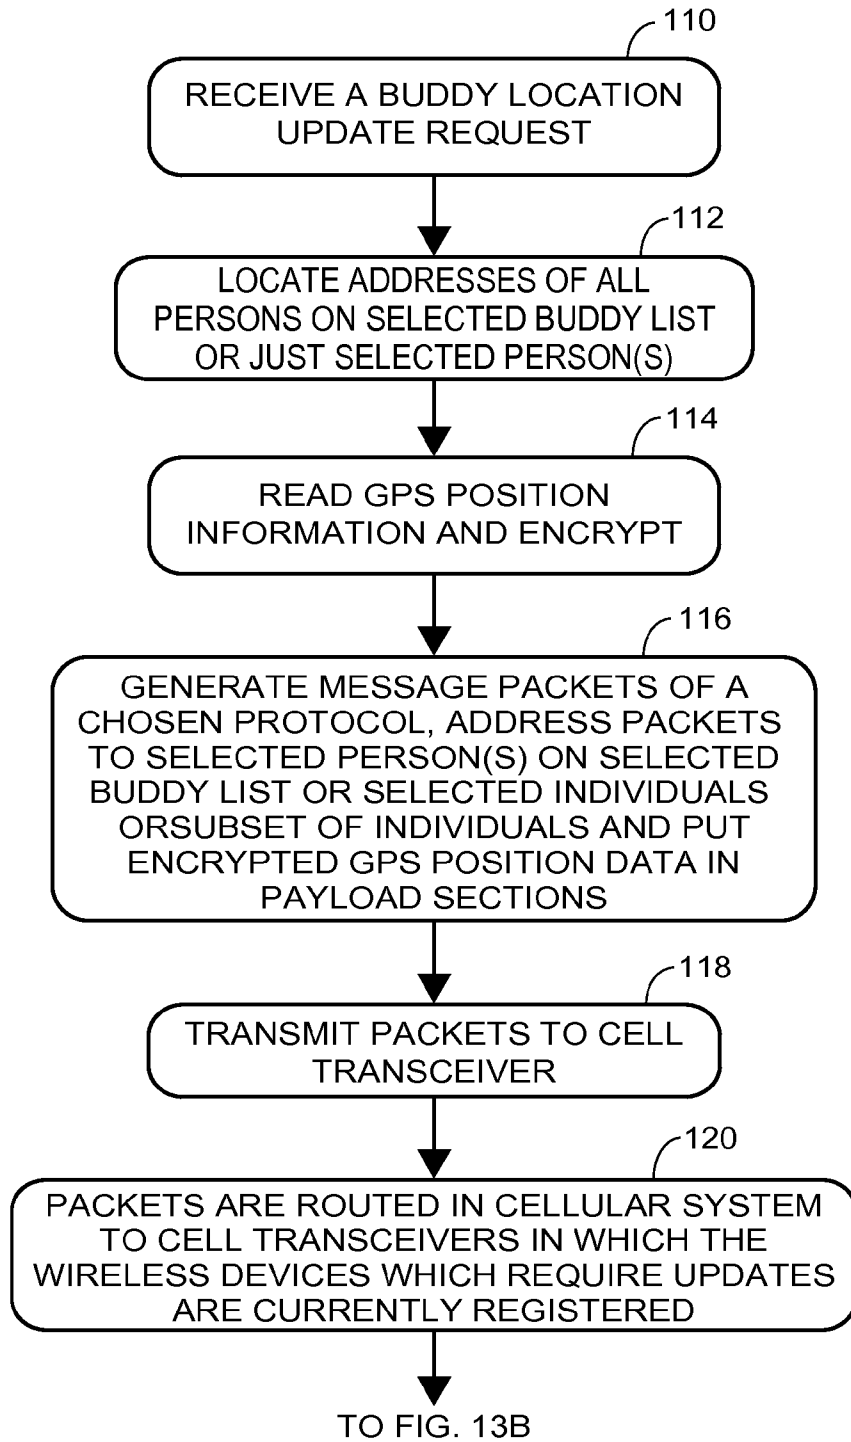 110
RECEIVE A BUDDY LOCATION
UPDATE REQUEST
112
LOCATE ADDRESSES OF ALL
PERSONS ON SELECTED BUDDY LIST
OR JUST SELECTED PERSON(S)
114
READ GPS POSITION
INFORMATION AND ENCRYPT
116
GENERATE MESSAGE PACKETS OF A
CHOSEN PROTOCOL, ADDRESS PACKETS
TO SELECTED PERSON(S) ON SELECTED
BUDDY LIST OR SELECTED INDIVIDUALS
ORSUBSET OF INDIVIDUALS AND PUT
ENCRYPTED GPS POSITION DATA IN
PAYLOAD SECTIONS
118
TRANSMIT PACKETS TO CELL
TRANSCEIVER
120
PACKETS ARE ROUTED IN CELLULAR SYSTEM
TO CELL TRANSCEIVERS IN WHICH THE
WIRELESS DEVICES WHICH REQUIRE UPDATES
ARE CURRENTLY REGISTERED
TO FIG. 13B